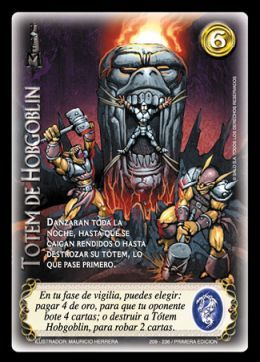 6
TÓTEM DE HOBGOBLIN
DANZARAN TODA LA
NOCHE, HASTA QUE SE
CAIGAN RENDIDOS O HASTA
DESTROZAR SU TÓTEM, LO
QUE PASE PRIMERO.
En tu fase de vigilia, puedes elegir:
pagar 4 de oro, para que tu oponente
bote 4 cartas; o destruir a Tótem
Hobgoblin, para robar 2 cartas.
ILUSTRADOR: MAURICIO HERRERA 209 - 236 / PRIMERA EDICION